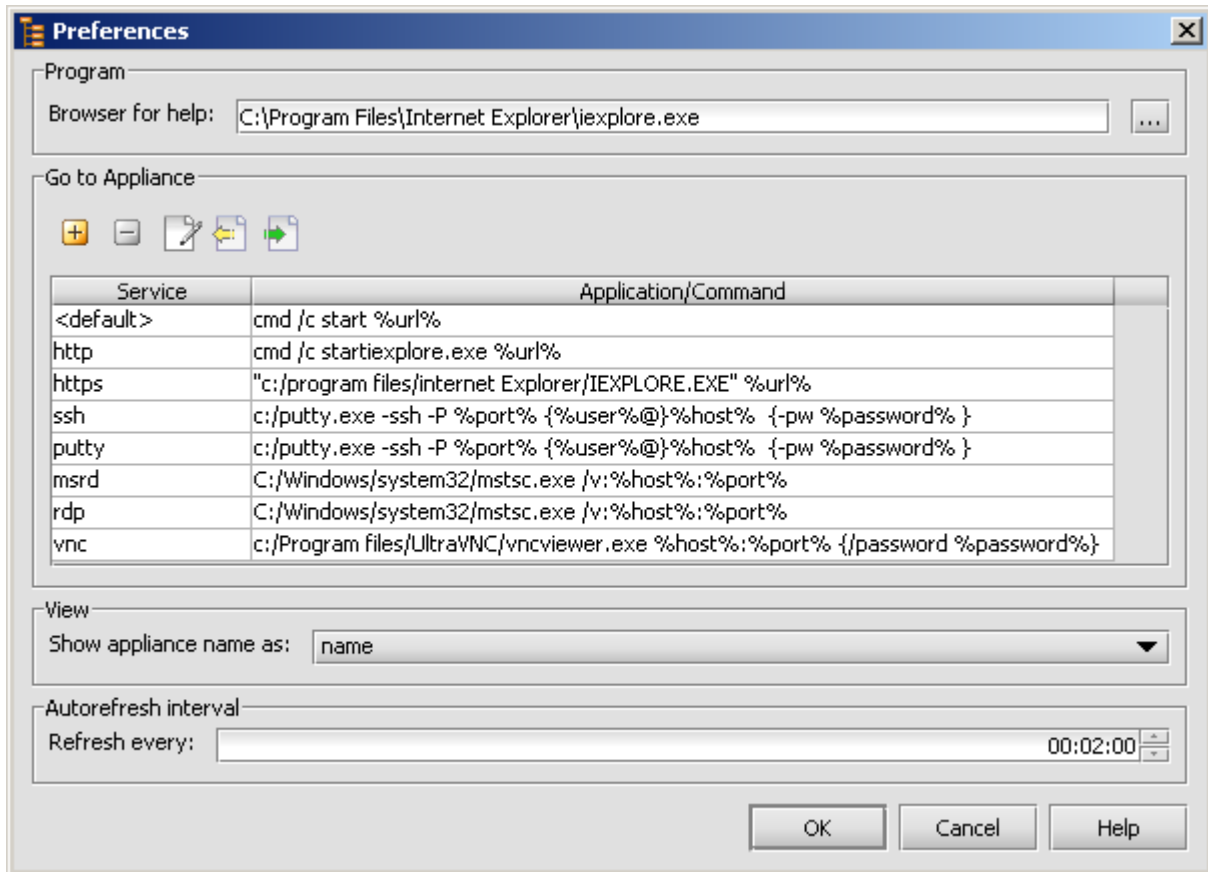 Preferences
Program
Browser for help: C:\Program Files\Internet Explorer\iexplore.exe ...
Go to Appliance
Service Application/Command
<default> cmd /c start %url%
http cmd /c startiexplore.exe %url%
https "c:/program files/internet Explorer/IEXPLORE.EXE" %url%
ssh c:/putty.exe -ssh -P %port% {%user%@}%host%  {-pw %password% }
putty c:/putty.exe -ssh -P %port% {%user%@}%host%  {-pw %password% }
msrd C:/Windows/system32/mstsc.exe /v:%host%:%port%
rdp C:/Windows/system32/mstsc.exe /v:%host%:%port%
vnc c:/Program files/UltraVNC/vncviewer.exe %host%:%port% {/password %password%}
View
Show appliance name as: name
Autorefresh interval
Refresh every: 00:02:00
OK Cancel Help